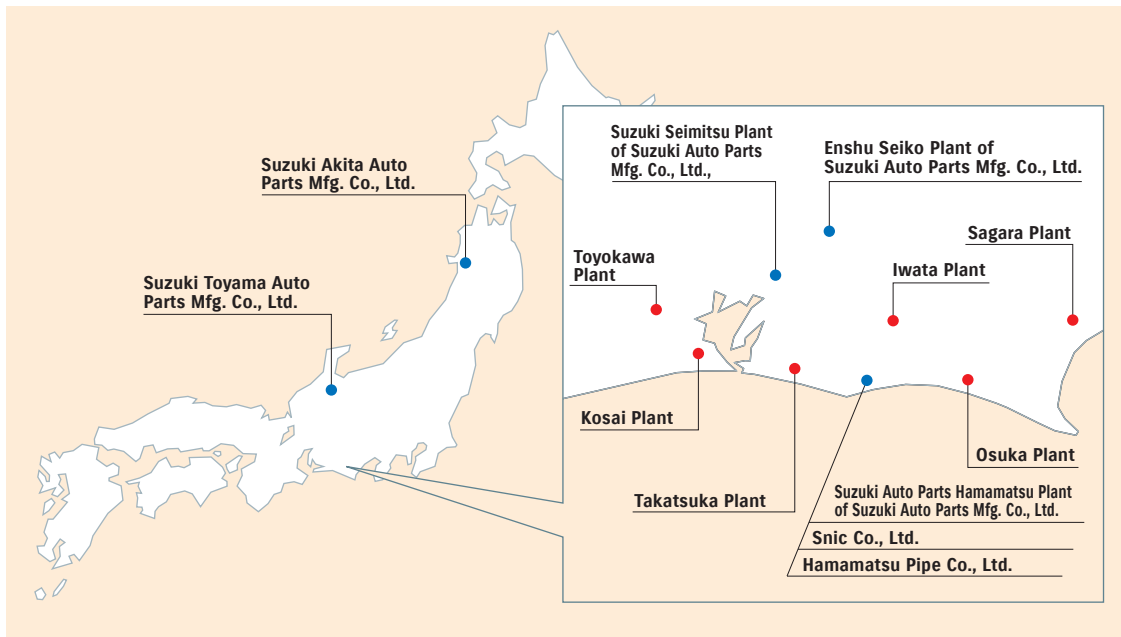 Suzuki Akita Auto
Parts Mfg. Co., Ltd.
Suzuki Toyama Auto
Parts Mfg. Co., Ltd.
Suzuki Seimitsu Plant
of Suzuki Auto Parts
Mfg. Co., Ltd.,
Enshu Seiko Plant of
Suzuki Auto Parts Mfg. Co., Ltd.
Sagara Plant
Toyokawa
Plant
Iwata Plant
Kosai Plant
Osuka Plant
Takatsuka Plant
Suzuki Auto Parts Hamamatsu Plant
of Suzuki Auto Parts Mfg. Co., Ltd.
Snic Co., Ltd.
Hamamatsu Pipe Co., Ltd.